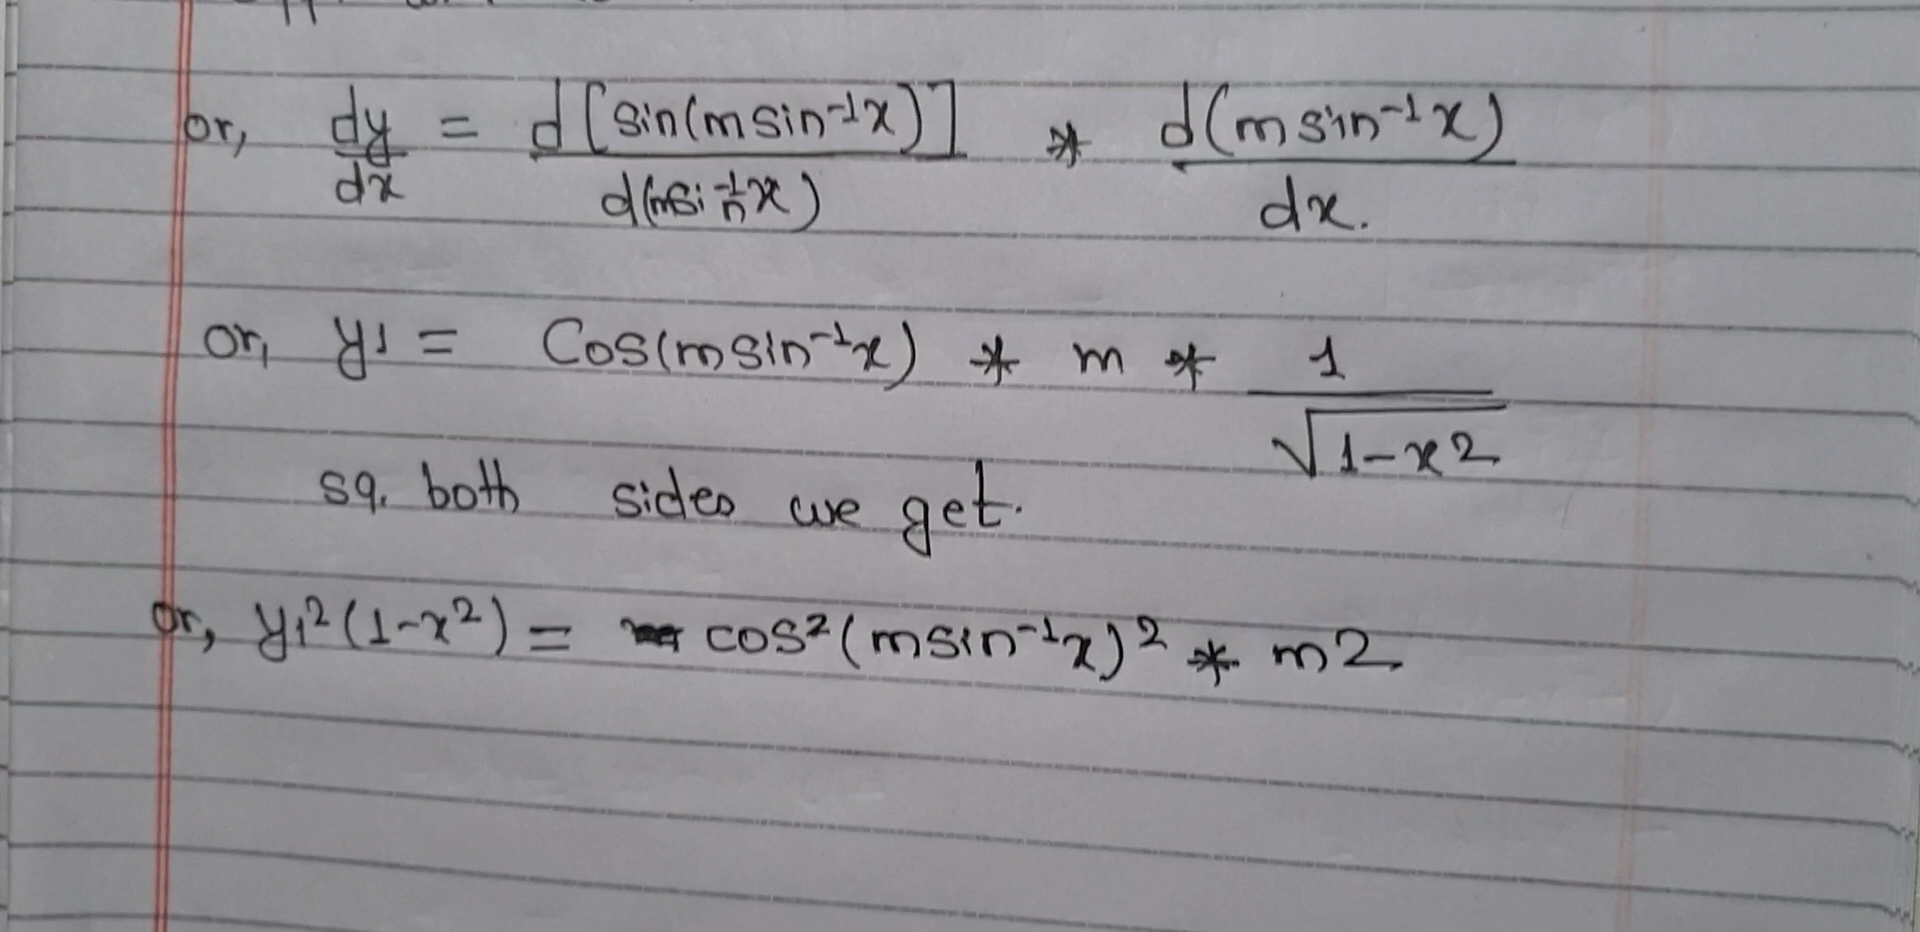 or, dy/dx = d[sin(msin⁻¹x)]/d(msin⁻¹x) * d(msin⁻¹x)/dx.
or, y1 = Cos(msin⁻¹x) * m * 1/√1-x2
sq. both sides we get.
or, y₁²(1-x²) = cos²(msin⁻¹x)² * m2